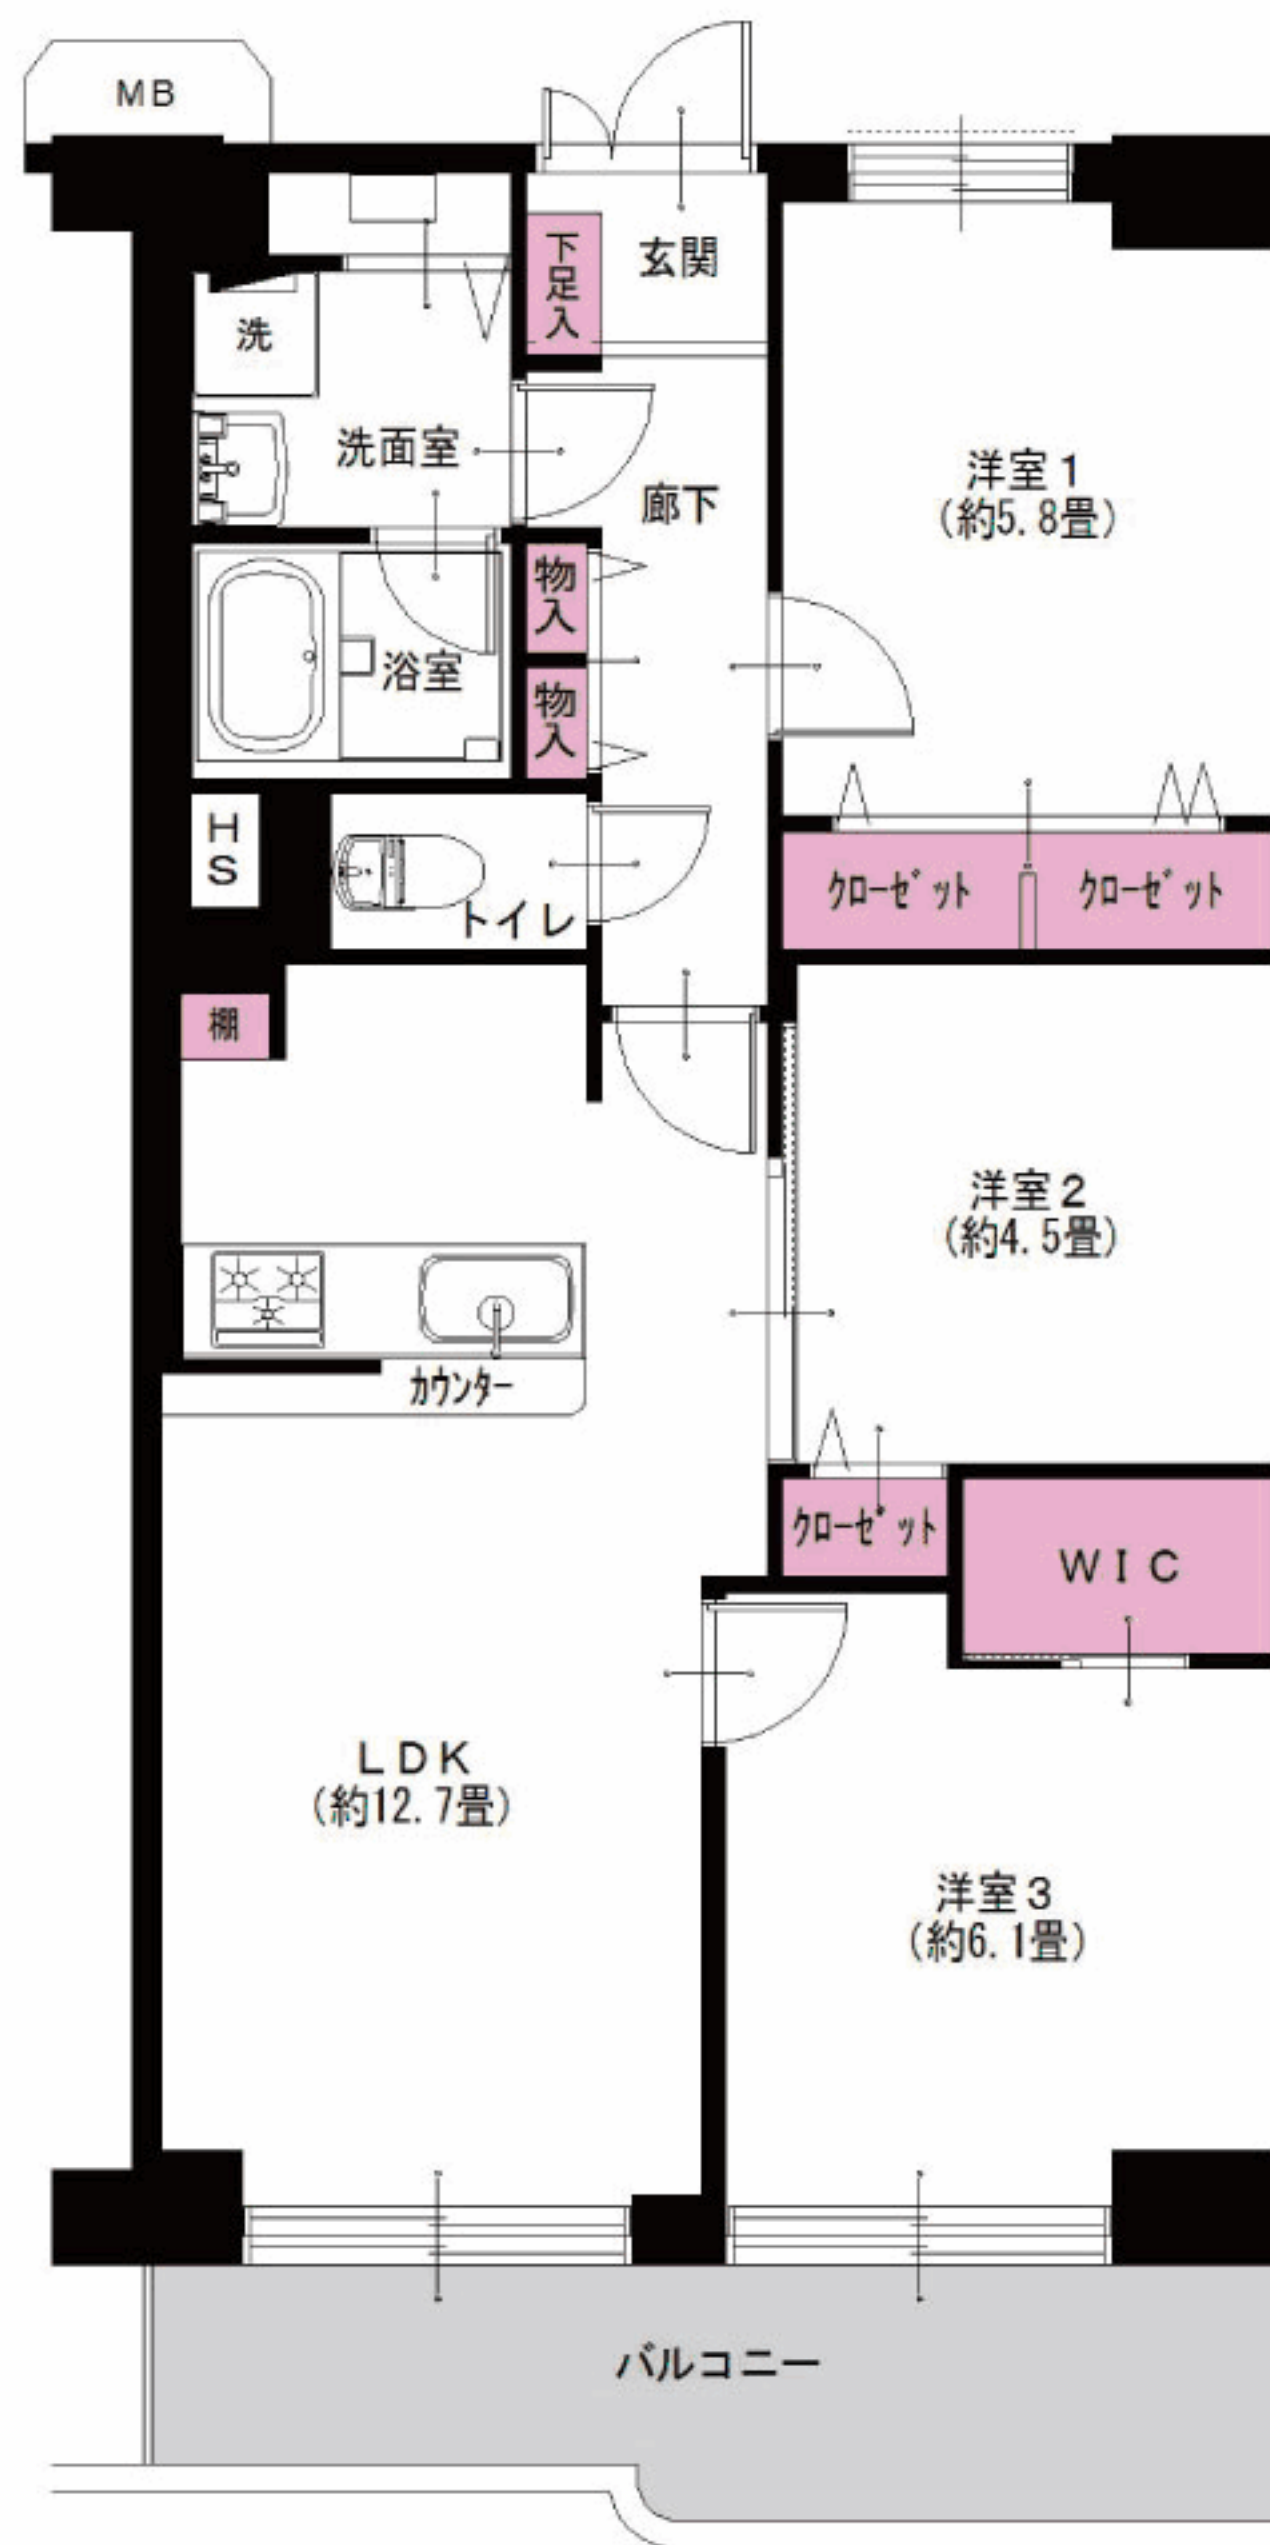 MB
下足入
玄関
洗
洗面室
廊下
洋室1
(約5.8畳)
物入
浴室
物入
HS
トイレ
クローゼット
クローゼット
棚
洋室2
(約4.5畳)
カウンター
クローゼット
WIC
LDK
(約12.7畳)
洋室3
(約6.1畳)
バルコニー